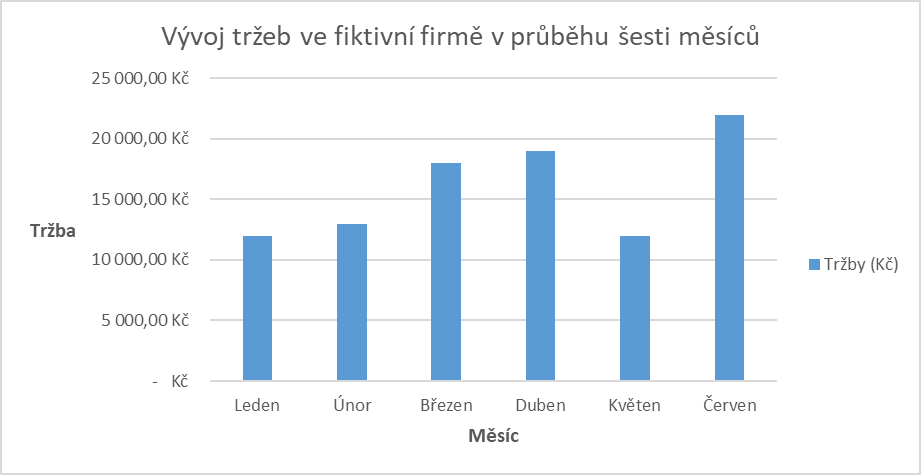 Vývoj tržeb ve fiktivní firmě v průběhu šesti měsíců
25 000,00 Kč
20 000,00 Kč
15 000,00 Kč
Tržba
10 000,00 Kč
Tržby (Kč)
5 000,00 Kč
- Kč
Leden Únor Březen Duben Květen Červen
Měsíc